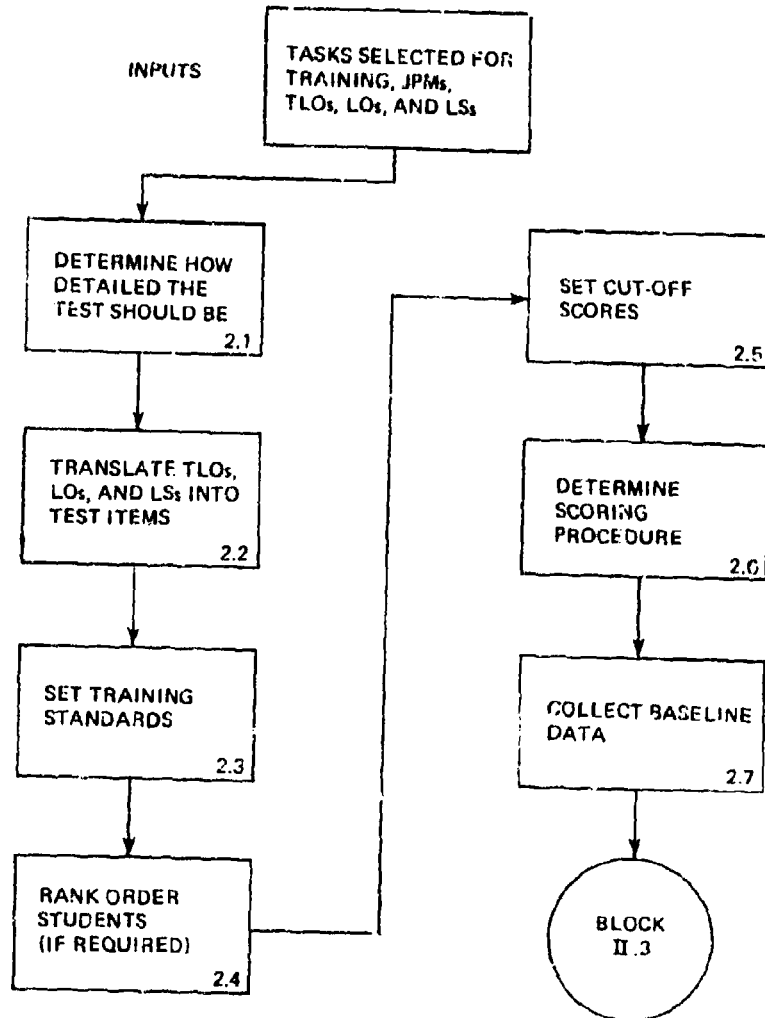 INPUTS
TASKS SELECTED FOR
TRAINING, JPMs,
TLOs, LOs, AND LSs
DETERMINE HOW
DETAILED THE
TEST SHOULD BE
2.1
TRANSLATE TLOs,
LOs, AND LSs INTO
TEST ITEMS
2.2
SET TRAINING
STANDARDS
2.3
RANK ORDER
STUDENTS
(IF REQUIRED)
2.4
SET CUT-OFF
SCORES
2.5
DETERMINE
SCORING
PROCEDURE
2.6
COLLECT BASELINE
DATA
2.7
BLOCK
II.3